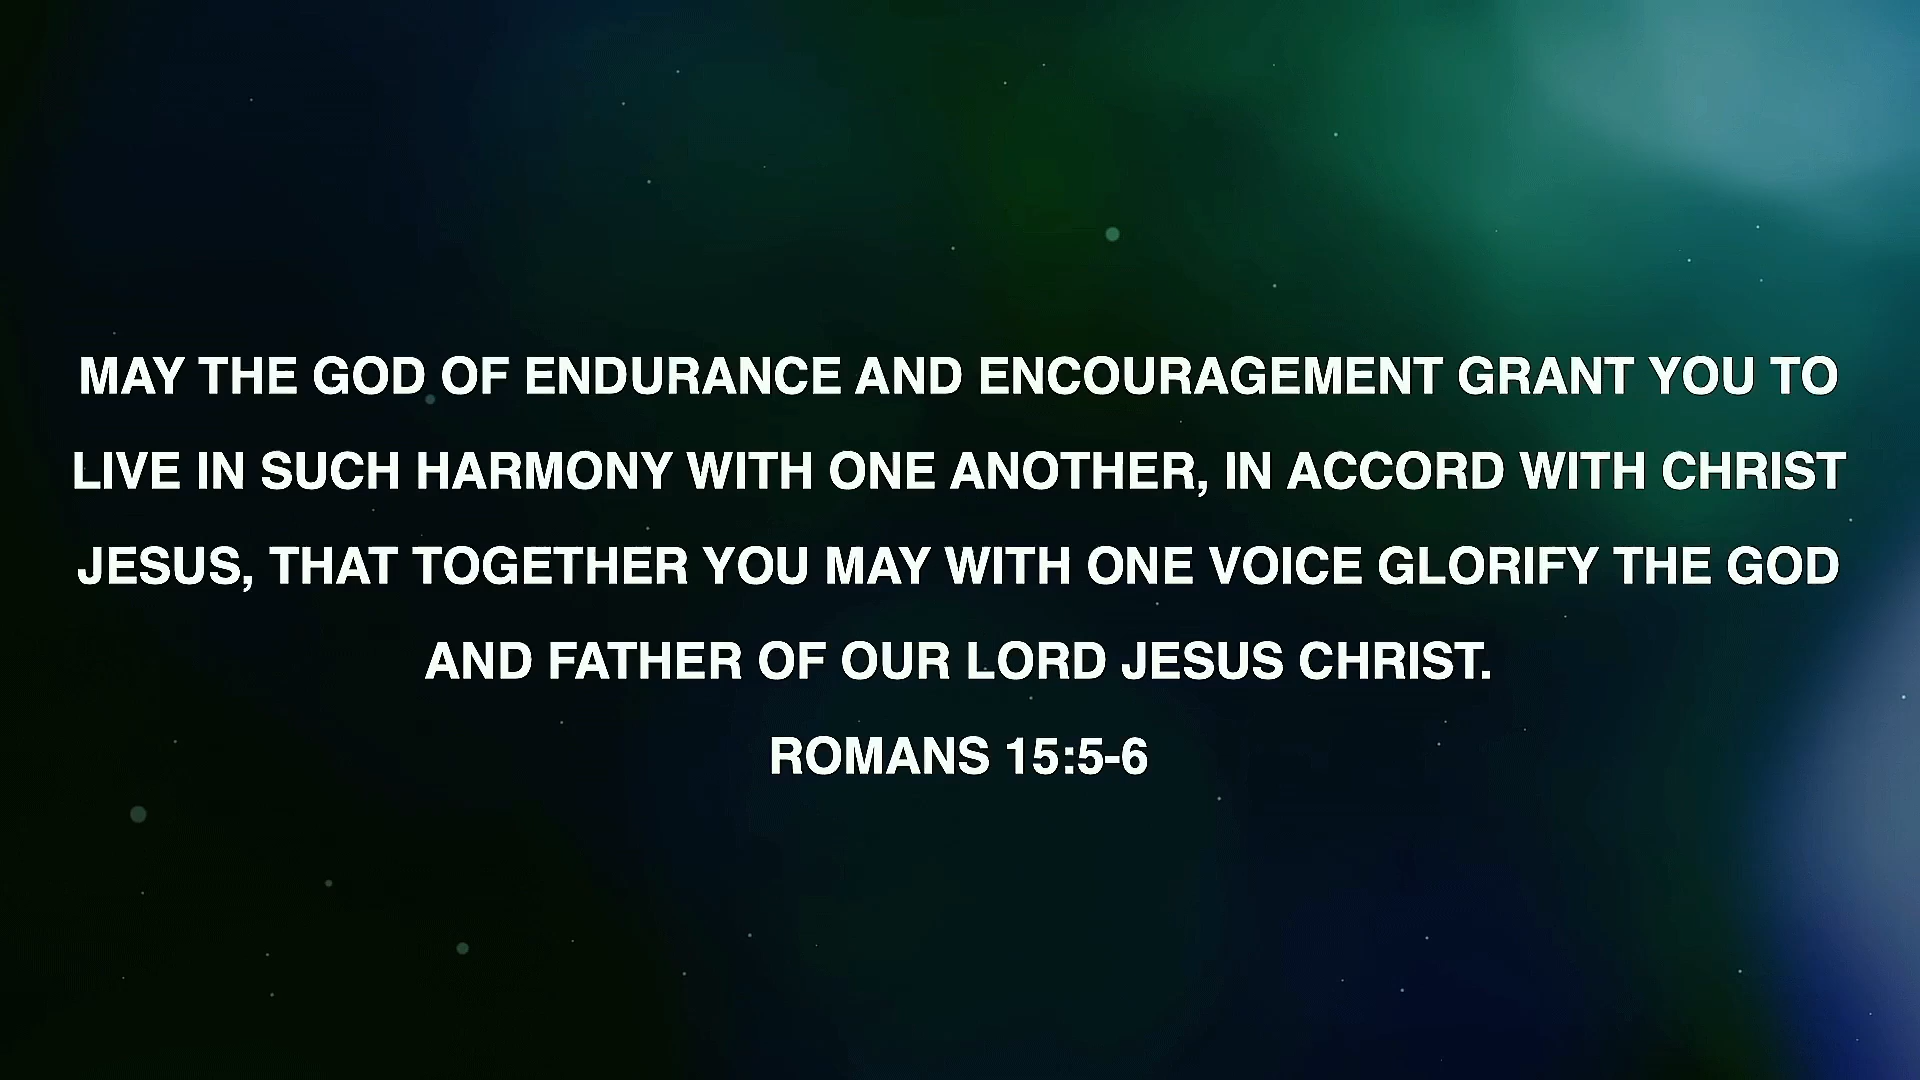 MAY THE GOD OF ENDURANCE AND ENCOURAGEMENT GRANT YOU TO
LIVE IN SUCH HARMONY WITH ONE ANOTHER, IN ACCORD WITH CHRIST
JESUS, THAT TOGETHER YOU MAY WITH ONE VOICE GLORIFY THE GOD
AND FATHER OF OUR LORD JESUS CHRIST.
ROMANS 15:5-6